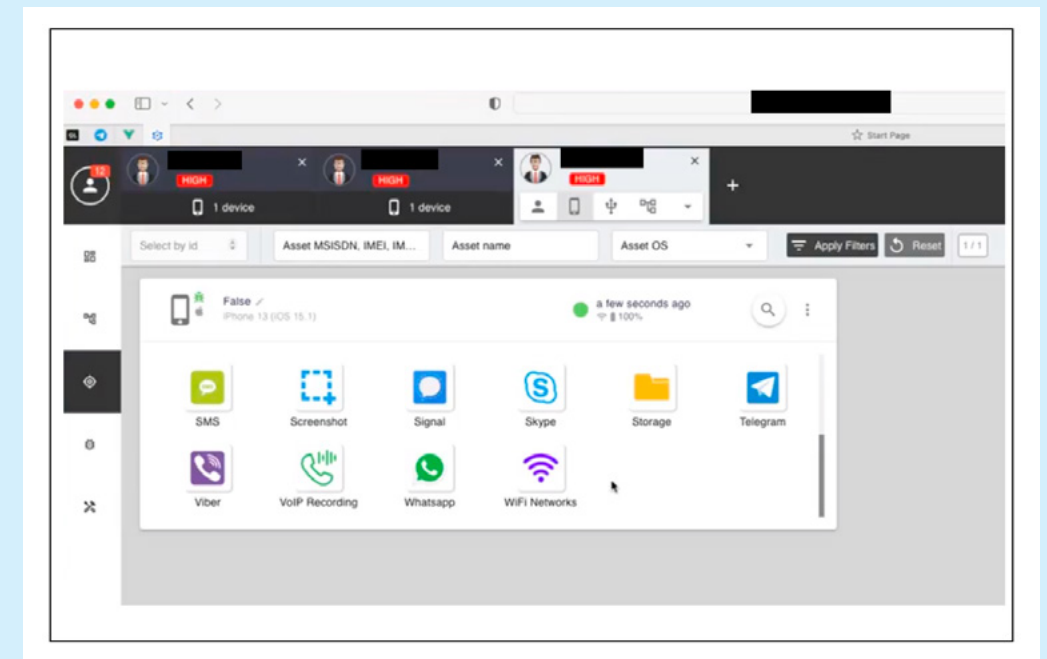 Start Page
12
HIGH
HIGH
HIGH
1 device
1 device
Select by id
Asset MSISDN, IMEI, IM...
Asset name
Asset OS
Apply Filters
Reset
1/1
False
iPhone 13 (iOS 15.1)
a few seconds ago
100%
SMS
Screenshot
Signal
Skype
Storage
Telegram
Viber
VoIP Recording
Whatsapp
WiFi Networks